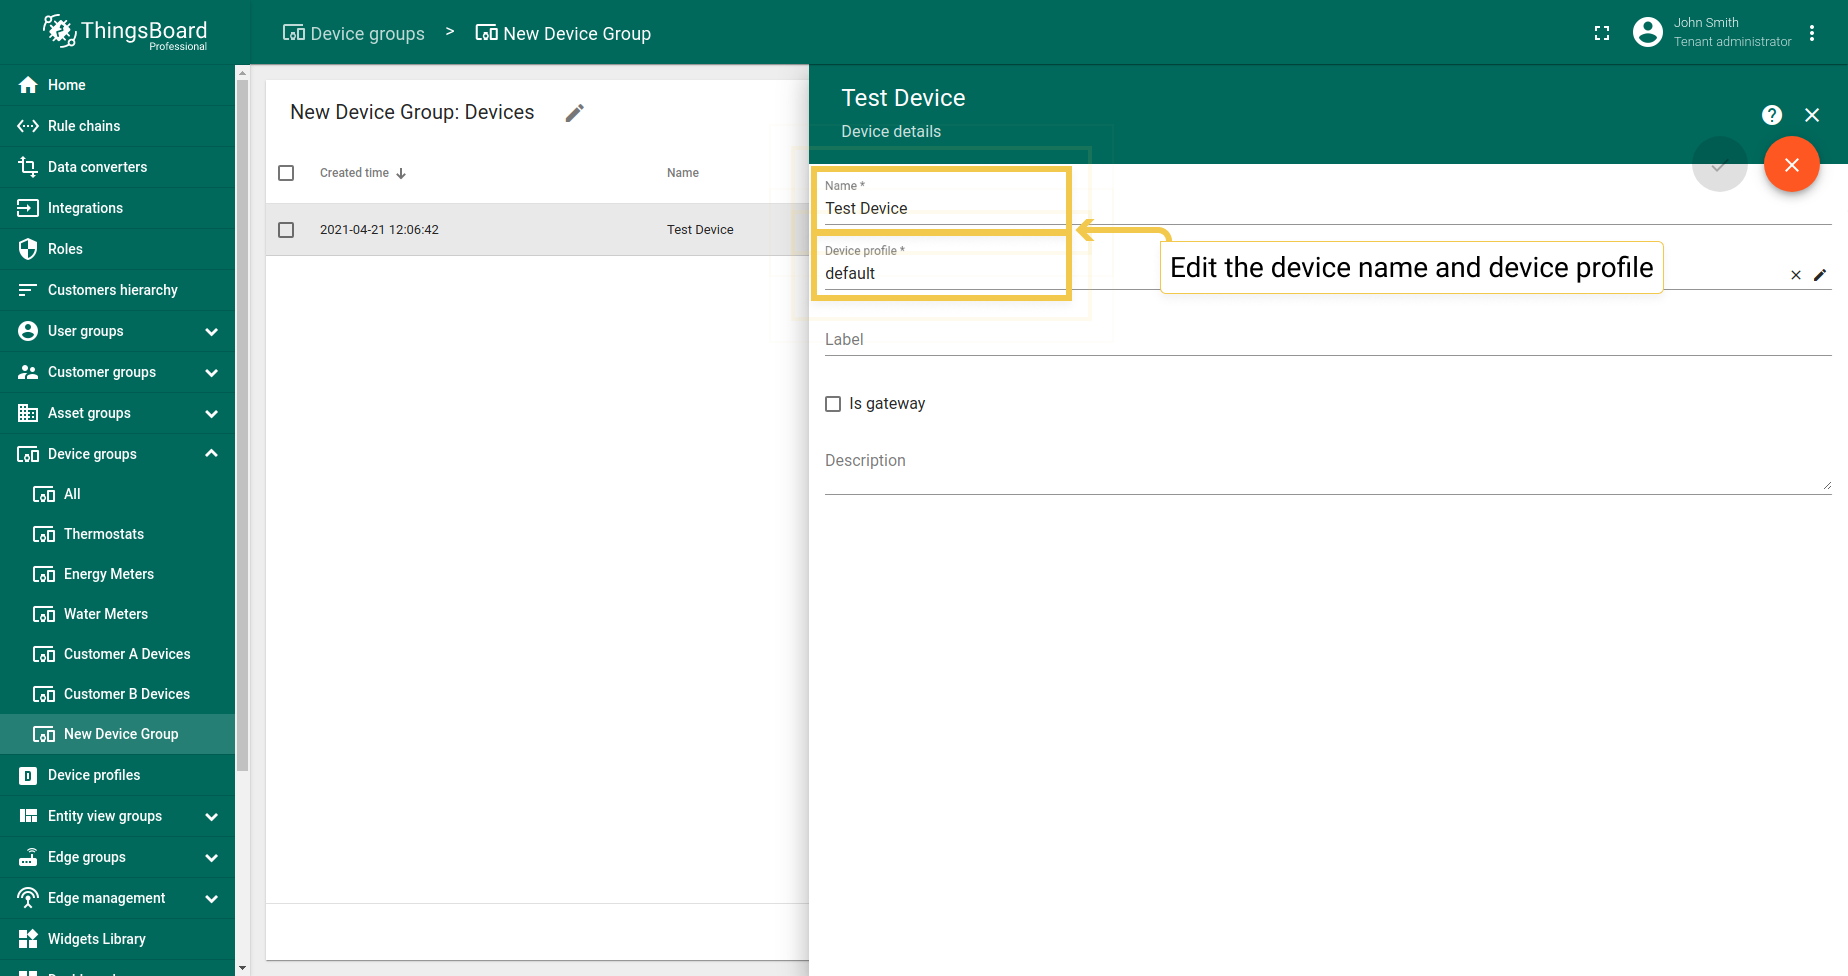 ThingsBoard
Professional
Device groups > New Device Group
John Smith
Tenant administrator
Home
Rule chains
Data converters
Integrations
Roles
Customers hierarchy
User groups
Customer groups
Asset groups
Device groups
All
Thermostats
Energy Meters
Water Meters
Customer A Devices
Customer B Devices
New Device Group
Device profiles
Entity view groups
Edge groups
Edge management
Widgets Library
New Device Group: Devices
Created time Name
2021-04-21 12:06:42 Test Device
Test Device
Device details
Name *
Test Device
Device profile *
default
Edit the device name and device profile
Label
Is gateway
Description